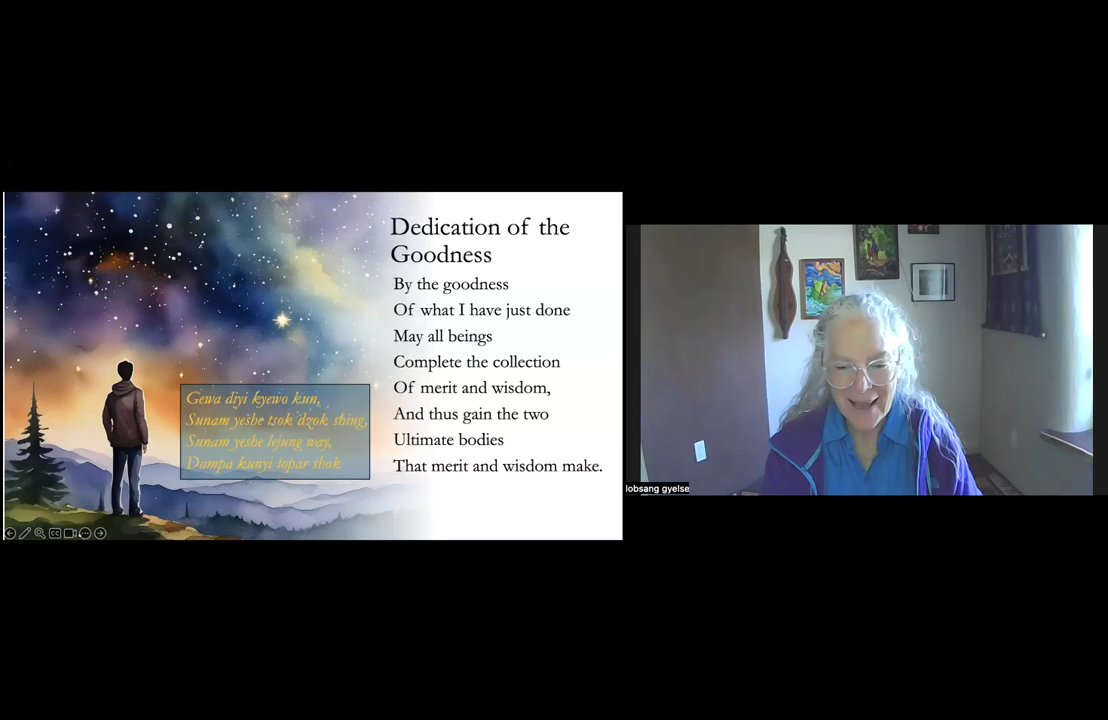 Dedication of the
Goodness
By the goodness
Of what I have just done
May all beings
Complete the collection
Of merit and wisdom,
And thus gain the two
Ultimate bodies
That merit and wisdom make.
Gewa diyi kyewo kun,
Sunam yeshe tsok dzok shing,
Sunam yeshe lejung way,
Dampa kunyi topar shok
lobsang gyelse